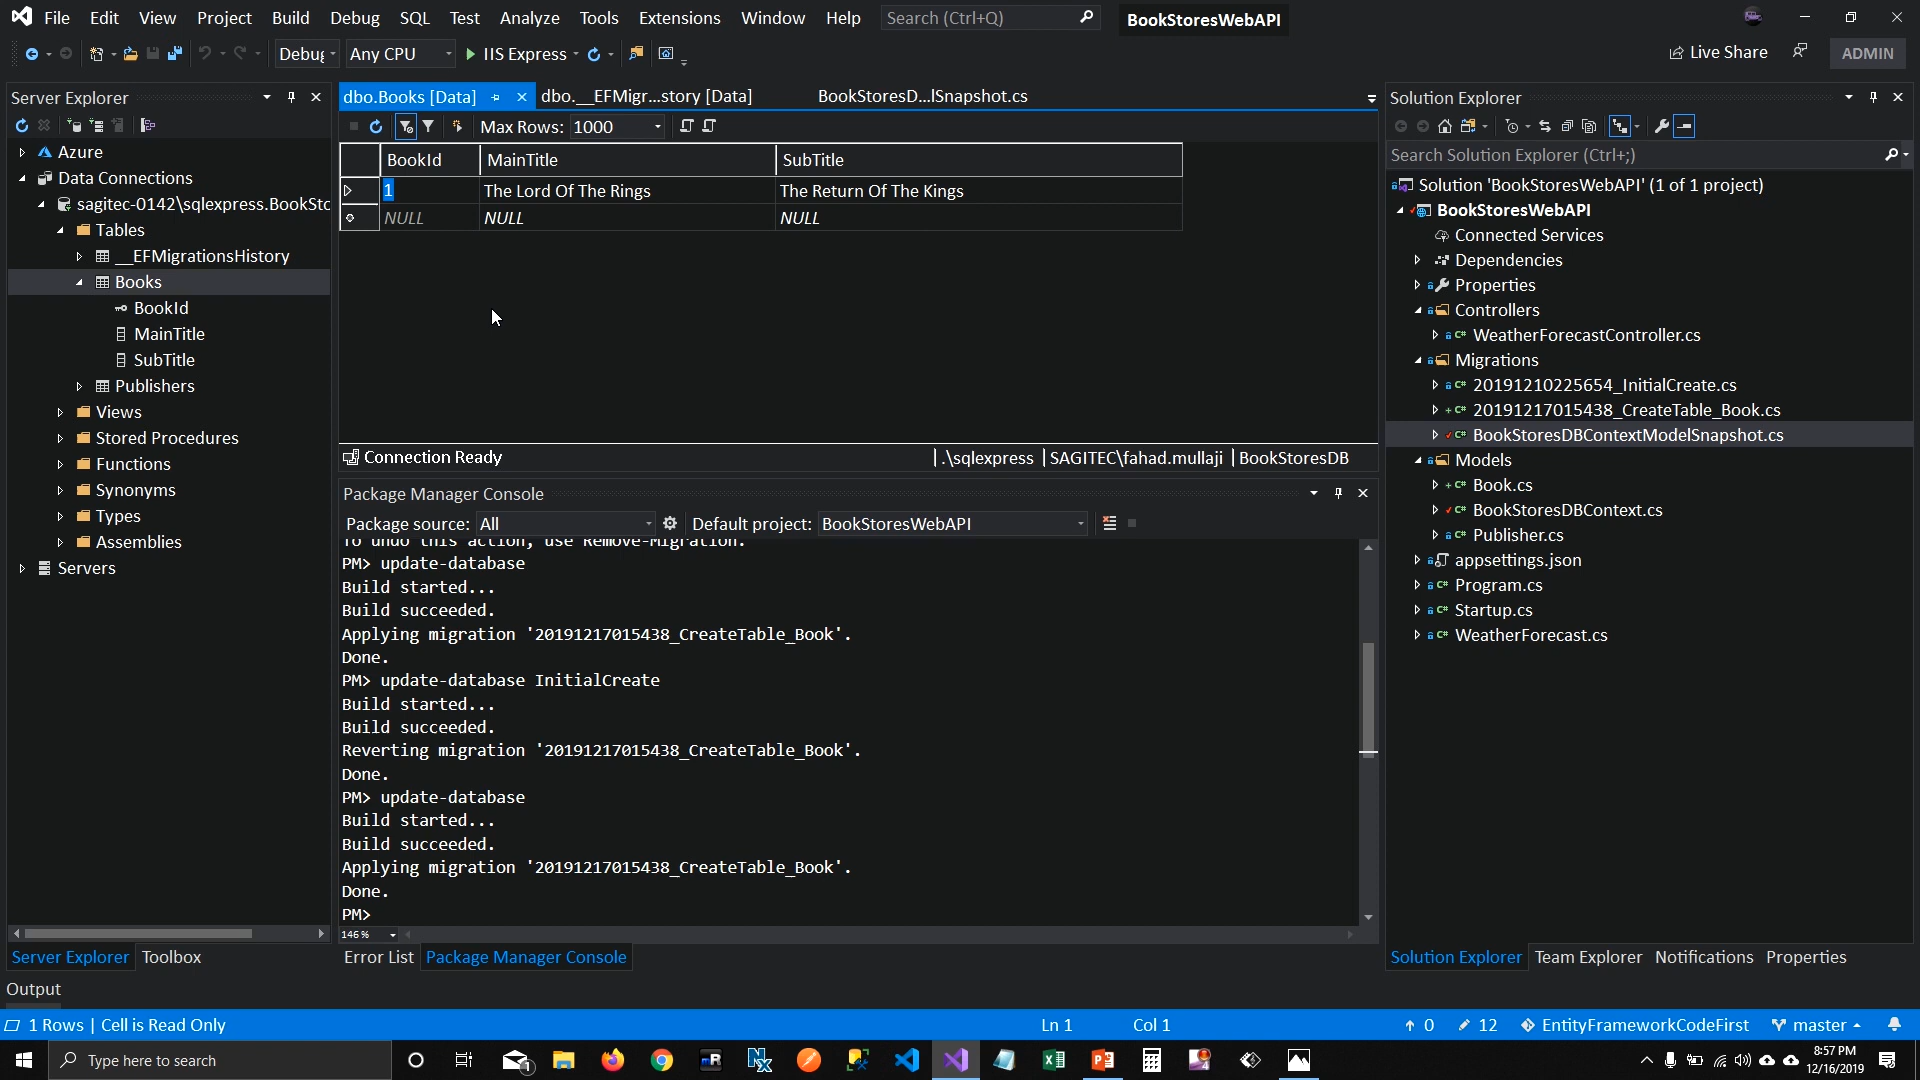 File Edit View Project Build Debug SQL Test Analyze Tools Extensions Window Help Search (Ctrl+Q) BookStoresWebAPI
Debug Any CPU IIS Express Live Share ADMIN
Server Explorer
Azure
Data Connections
sagitec-0142\sqlexpress.BookSto
Tables
__EFMigrationsHistory
Books
BookId
MainTitle
SubTitle
Publishers
Views
Stored Procedures
Functions
Synonyms
Types
Assemblies
Servers
Server Explorer Toolbox
dbo.Books [Data] dbo.__EFMigr...story [Data] BookStoresD...lSnapshot.cs
Max Rows: 1000
BookId MainTitle SubTitle
1 The Lord Of The Rings The Return Of The Kings
NULL NULL NULL
Connection Ready .\sqlexpress SAGITEC\fahad.mullaji BookStoresDB
Package Manager Console
Package source: All Default project: BookStoresWebAPI
To undo this action, use Remove-Migration.
PM> update-database
Build started...
Build succeeded.
Applying migration '20191217015438_CreateTable_Book'.
Done.
PM> update-database InitialCreate
Build started...
Build succeeded.
Reverting migration '20191217015438_CreateTable_Book'.
Done.
PM> update-database
Build started...
Build succeeded.
Applying migration '20191217015438_CreateTable_Book'.
Done.
PM>
146 %
Error List Package Manager Console
Solution Explorer
Search Solution Explorer (Ctrl+;)
Solution 'BookStoresWebAPI' (1 of 1 project)
BookStoresWebAPI
Connected Services
Dependencies
Properties
Controllers
WeatherForecastController.cs
Migrations
20191210225654_InitialCreate.cs
20191217015438_CreateTable_Book.cs
BookStoresDBContextModelSnapshot.cs
Models
Book.cs
BookStoresDBContext.cs
Publisher.cs
appsettings.json
Program.cs
Startup.cs
WeatherForecast.cs
Solution Explorer Team Explorer Notifications Properties
Output
1 Rows | Cell is Read Only Ln 1 Col 1 0 12 EntityFrameworkCodeFirst master
Type here to search 8:57 PM
12/16/2019